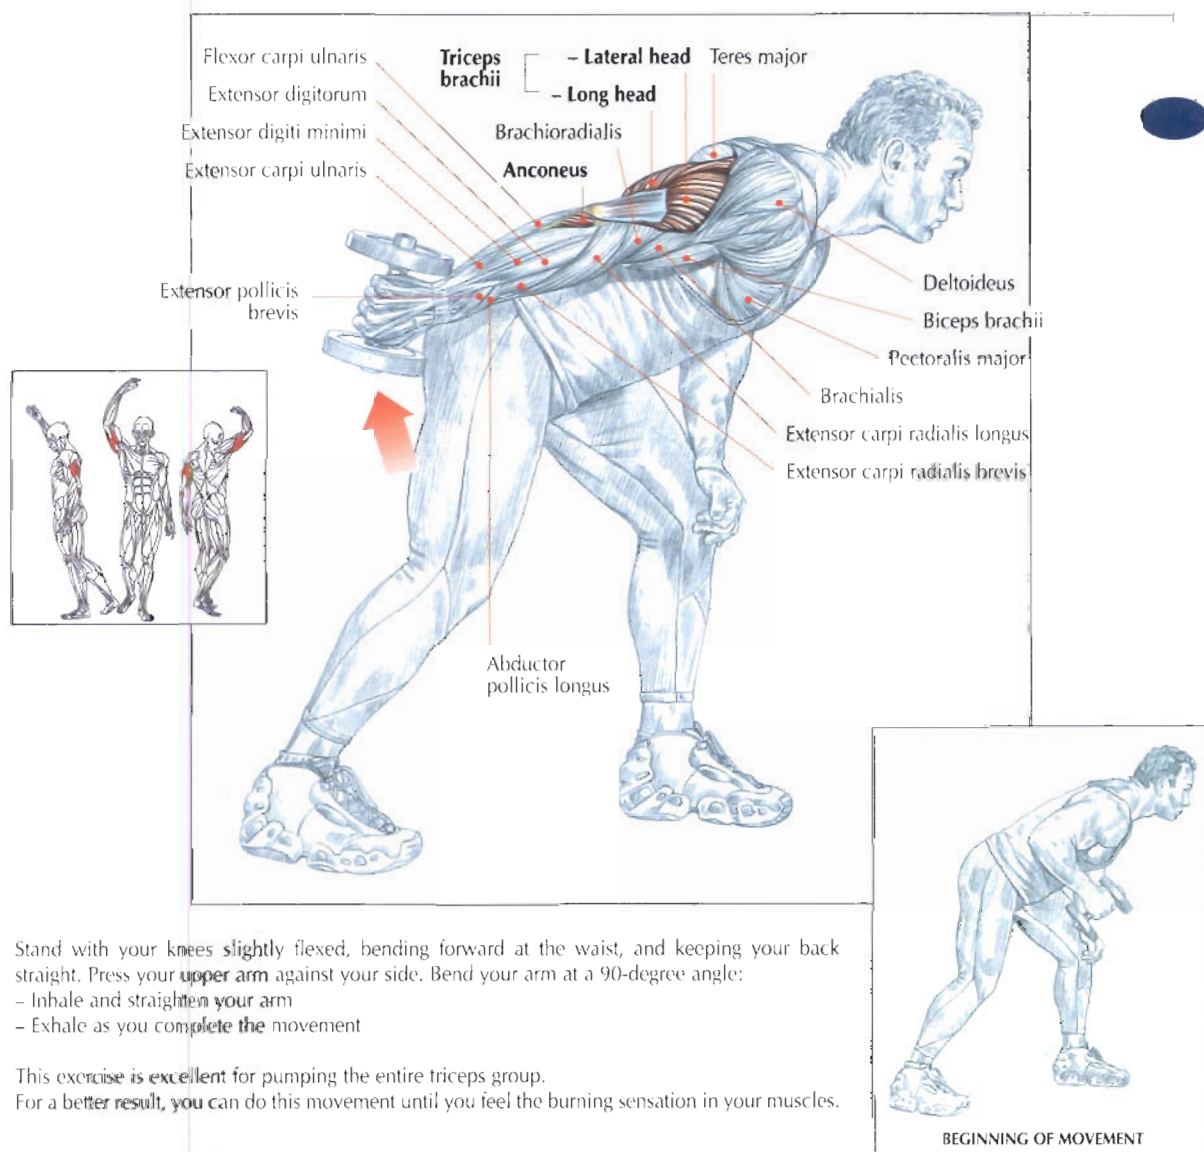 Flexor carpi ulnaris
Extensor digitorum
Extensor digiti minimi
Extensor carpi ulnaris
Triceps
brachii
– Lateral head
– Long head
Teres major
Brachioradialis
Anconeus
Extensor pollicis
brevis
Deltoideus
Biceps brachii
Pectoralis major
Brachialis
Extensor carpi radialis longus
Extensor carpi radialis brevis
Abductor
pollicis longus
Stand with your knees slightly flexed, bending forward at the waist, and keeping your back
straight. Press your upper arm against your side. Bend your arm at a 90-degree angle:
– Inhale and straighten your arm
– Exhale as you complete the movement
This exercise is excellent for pumping the entire triceps group.
For a better result, you can do this movement until you feel the burning sensation in your muscles.
BEGINNING OF MOVEMENT